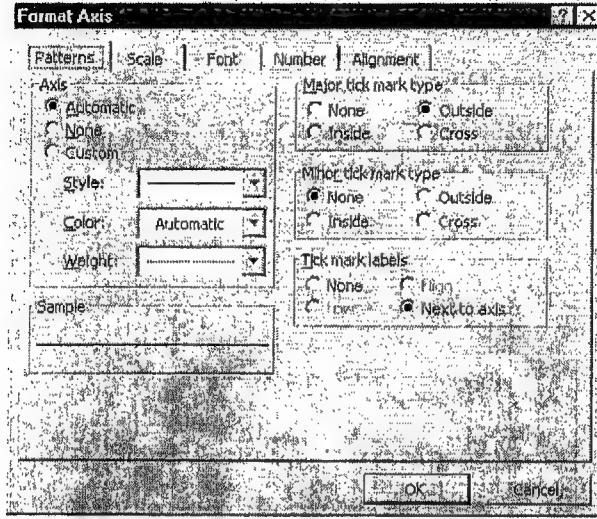 Format Axis
Patterns Scale Font Number Alignment
Axis
Automatic
None
Custom
Style:
Color: Automatic
Weight:
Sample
Major tick mark type
None Outside
Inside Cross
Minor tick mark type
None Outside
Inside Cross
Tick mark labels
None High
Low Next to axis
OK Cancel